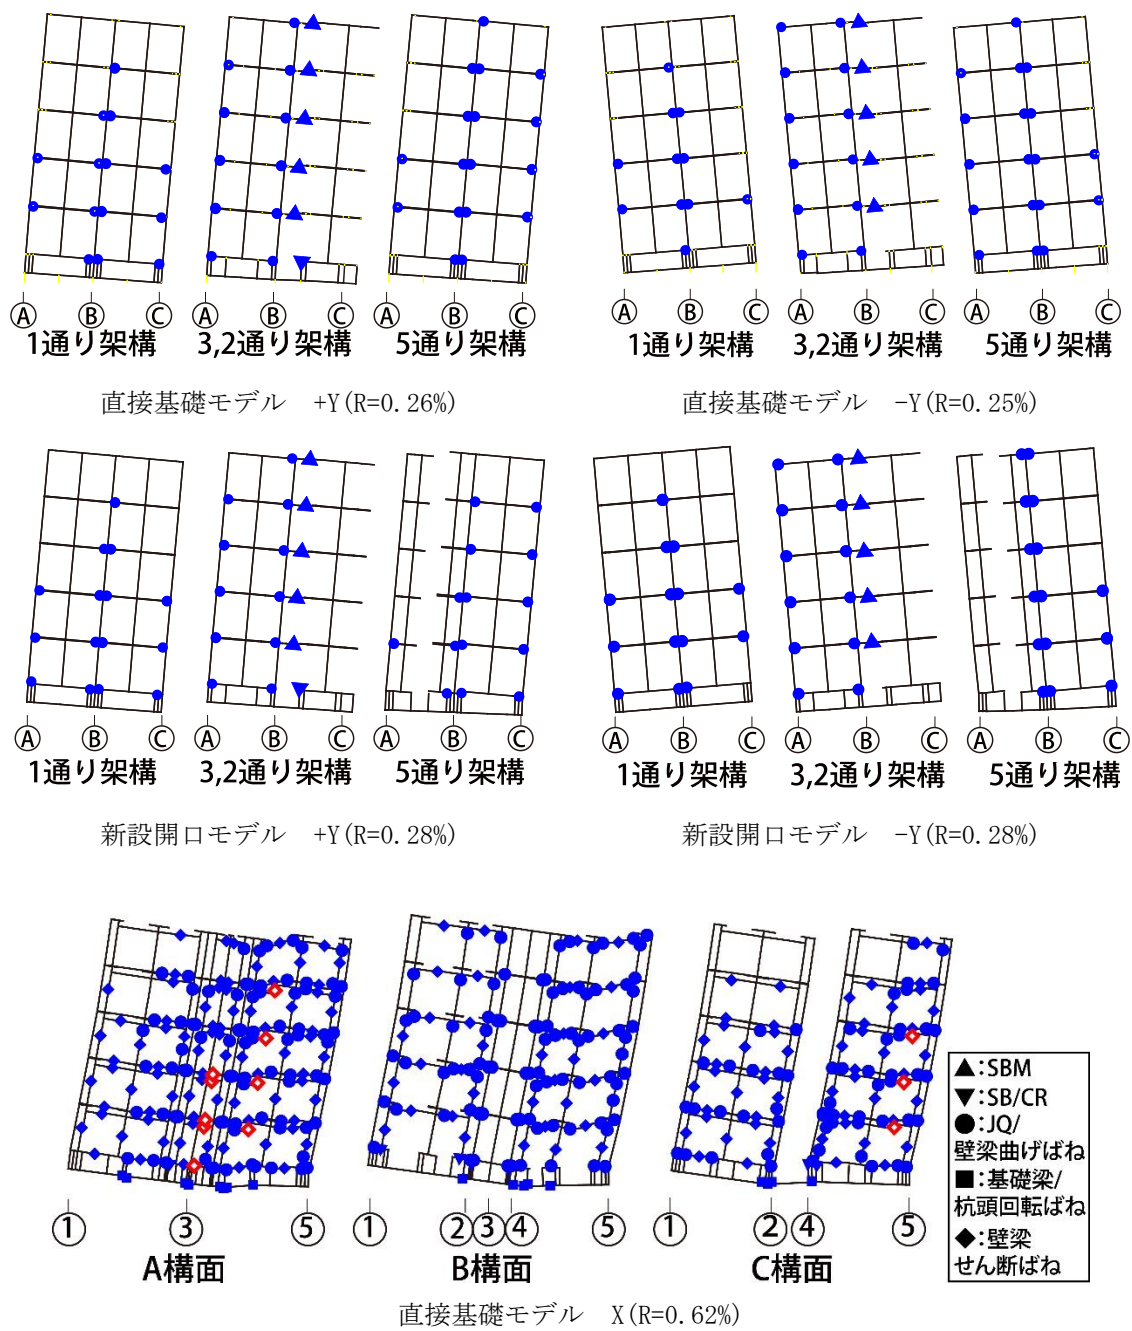 Ⓐ Ⓑ Ⓒ Ⓐ Ⓑ Ⓒ Ⓐ Ⓑ Ⓒ Ⓐ Ⓑ Ⓒ Ⓐ Ⓑ Ⓒ Ⓐ Ⓑ Ⓒ
1通り架構 3,2通り架構 5通り架構 1通り架構 3,2通り架構 5通り架構
直接基礎モデル +Y(R=0.26%) 直接基礎モデル -Y(R=0.25%)
Ⓐ Ⓑ Ⓒ Ⓐ Ⓑ Ⓒ Ⓐ Ⓑ Ⓒ Ⓐ Ⓑ Ⓒ Ⓐ Ⓑ Ⓒ Ⓐ Ⓑ Ⓒ
1通り架構 3,2通り架構 5通り架構 1通り架構 3,2通り架構 5通り架構
新設開口モデル +Y(R=0.28%) 新設開口モデル -Y(R=0.28%)
▲:SBM
▼:SB/CR
●:JQ/
壁梁曲げばね
■:基礎梁/
杭頭回転ばね
◆:壁梁
せん断ばね
① ③ ⑤ ① ② ③ ④ ⑤ ① ② ④ ⑤
A構面 B構面 C構面
直接基礎モデル X(R=0.62%)